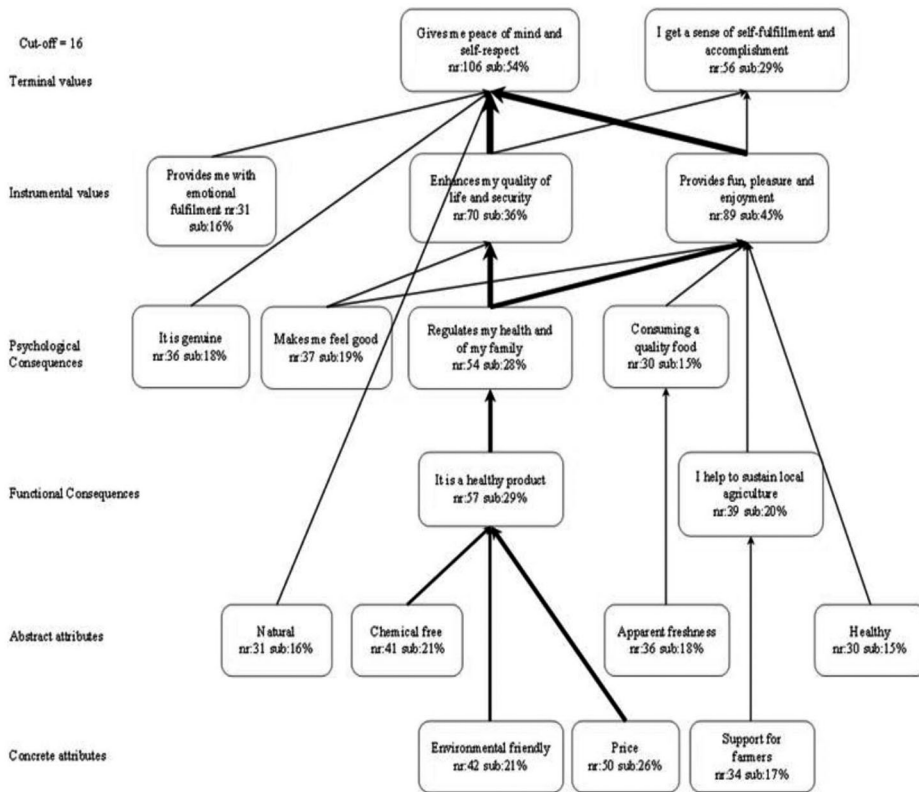 Cut-off = 16
Terminal values
Gives me peace of mind and
self-respect
nr:106 sub:54%
I get a sense of self-fulfillment and
accomplishment
nr:56 sub:29%
Instrumental values
Provides me with
emotional
fulfilment nr:31
sub:16%
Enhances my quality of
life and security
nr:70 sub:36%
Provides fun, pleasure and
enjoyment
nr:89 sub:45%
Psychological
Consequences
It is genuine
nr:36 sub:18%
Makes me feel good
nr:37 sub:19%
Regulates my health and
of my family
nr:54 sub:28%
Consuming a
quality food
nr:30 sub:15%
Functional Consequences
It is a healthy product
nr:57 sub:29%
I help to sustain local
agriculture
nr:39 sub:20%
Abstract attributes
Natural
nr:31 sub:16%
Chemical free
nr:41 sub:21%
Apparent freshness
nr:36 sub:18%
Healthy
nr:30 sub:15%
Concrete attributes
Environmental friendly
nr:42 sub:21%
Price
nr:50 sub:26%
Support for
farmers
nr:34 sub:17%